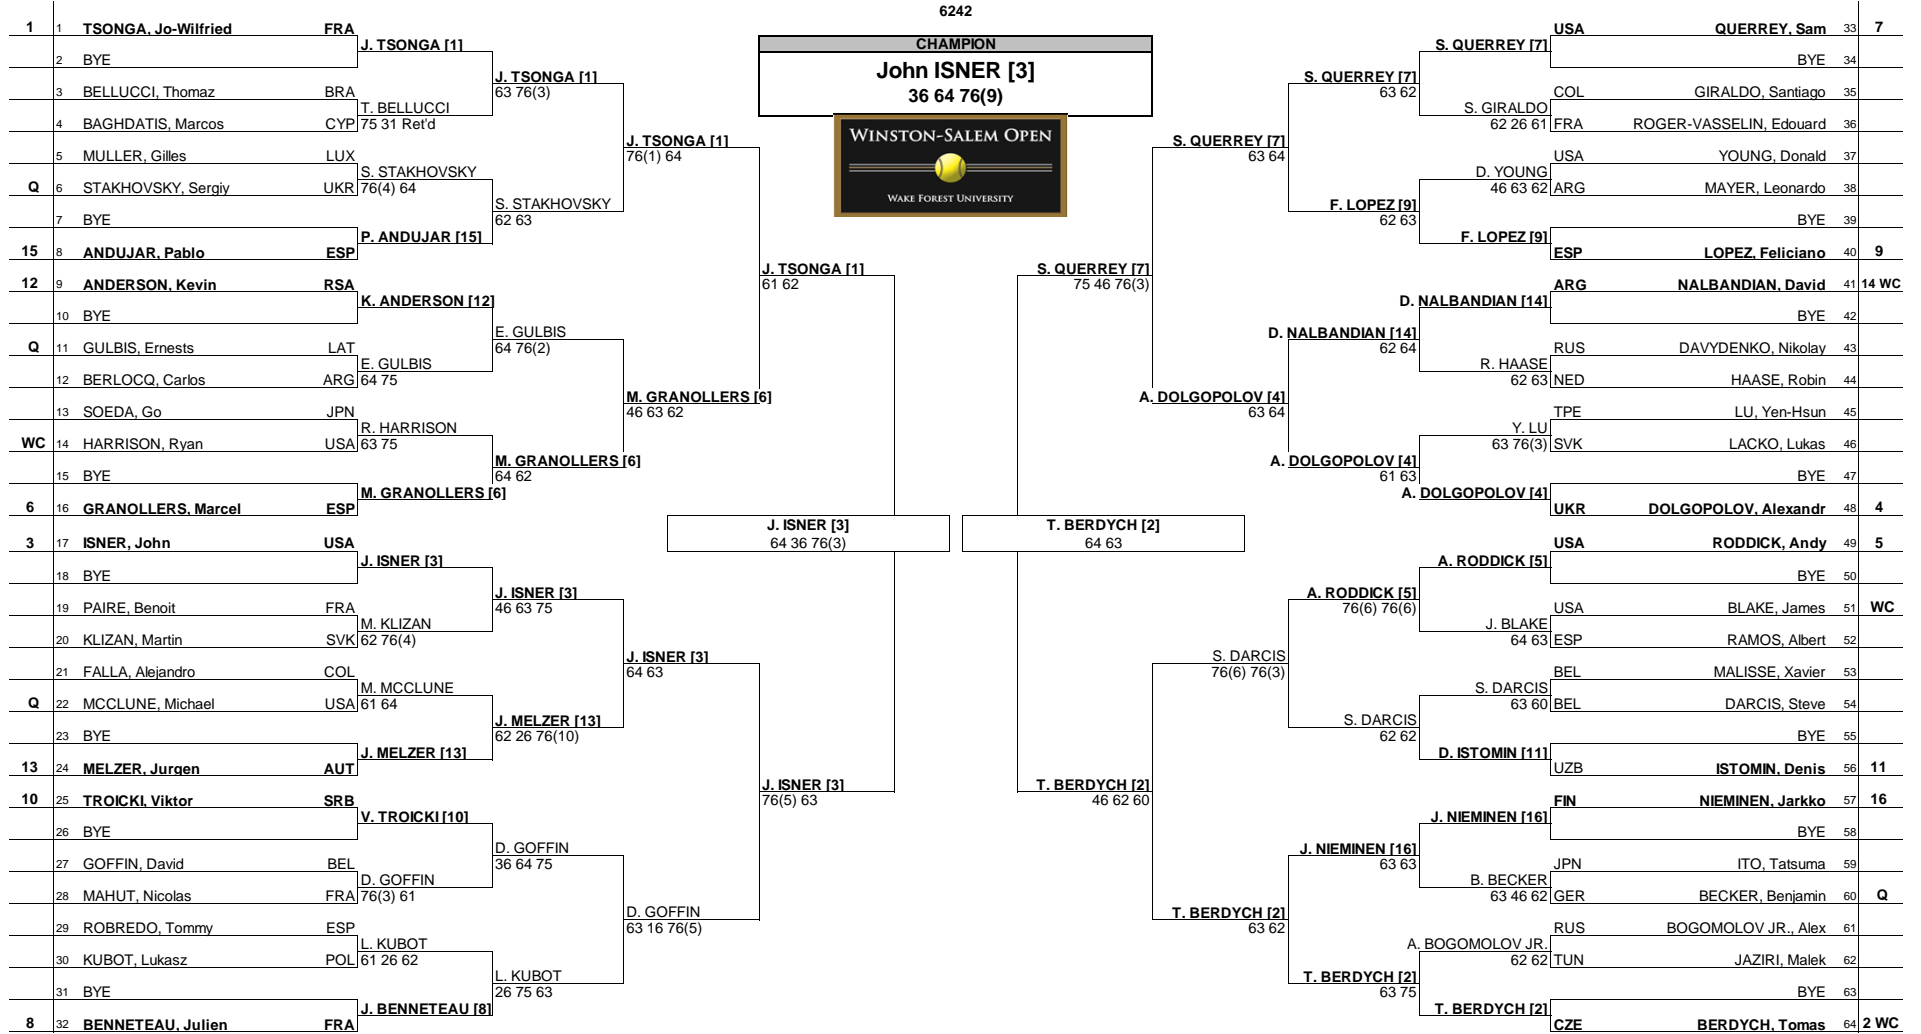 6242
CHAMPION
John ISNER [3]
36 64 76(9)
WINSTON-SALEM OPEN
WAKE FOREST UNIVERSITY
1 1 TSONGA, Jo-Wilfried FRA
J. TSONGA [1]
2 BYE
J. TSONGA [1]
63 76(3)
3 BELLUCCI, Thomaz BRA
T. BELLUCCI
4 BAGHDATIS, Marcos CYP 75 31 Ret'd
J. TSONGA [1]
76(1) 64
5 MULLER, Gilles LUX
S. STAKHOVSKY
Q 6 STAKHOVSKY, Sergiy UKR 76(4) 64
S. STAKHOVSKY
62 63
7 BYE
P. ANDUJAR [15]
15 8 ANDUJAR, Pablo ESP
J. TSONGA [1]
61 62
12 9 ANDERSON, Kevin RSA
K. ANDERSON [12]
10 BYE
E. GULBIS
64 76(2)
Q 11 GULBIS, Ernests LAT
E. GULBIS
12 BERLOCQ, Carlos ARG 64 75
M. GRANOLLERS [6]
46 63 62
13 SOEDA, Go JPN
R. HARRISON
WC 14 HARRISON, Ryan USA 63 75
M. GRANOLLERS [6]
64 62
15 BYE
M. GRANOLLERS [6]
6 16 GRANOLLERS, Marcel ESP
J. ISNER [3]
64 36 76(3)
3 17 ISNER, John USA
J. ISNER [3]
18 BYE
J. ISNER [3]
46 63 75
19 PAIRE, Benoit FRA
M. KLIZAN
20 KLIZAN, Martin SVK 62 76(4)
J. ISNER [3]
64 63
21 FALLA, Alejandro COL
M. MCCLUNE
Q 22 MCCLUNE, Michael USA 61 64
J. MELZER [13]
62 26 76(10)
23 BYE
J. MELZER [13]
13 24 MELZER, Jurgen AUT
J. ISNER [3]
76(5) 63
10 25 TROICKI, Viktor SRB
V. TROICKI [10]
26 BYE
D. GOFFIN
36 64 75
27 GOFFIN, David BEL
D. GOFFIN
28 MAHUT, Nicolas FRA 76(3) 61
D. GOFFIN
63 16 76(5)
29 ROBREDO, Tommy ESP
L. KUBOT
30 KUBOT, Lukasz POL 61 26 62
L. KUBOT
26 75 63
31 BYE
J. BENNETEAU [8]
8 32 BENNETEAU, Julien FRA
USA QUERREY, Sam 33 7
S. QUERREY [7]
BYE 34
S. QUERREY [7]
63 62
COL GIRALDO, Santiago 35
S. GIRALDO
62 26 61 FRA ROGER-VASSELIN, Edouard 36
S. QUERREY [7]
63 64
USA YOUNG, Donald 37
D. YOUNG
46 63 62 ARG MAYER, Leonardo 38
F. LOPEZ [9]
62 63
BYE 39
F. LOPEZ [9]
ESP LOPEZ, Feliciano 40 9
S. QUERREY [7]
75 46 76(3)
ARG NALBANDIAN, David 41 14 WC
D. NALBANDIAN [14]
BYE 42
D. NALBANDIAN [14]
62 64
RUS DAVYDENKO, Nikolay 43
R. HAASE
62 63 NED HAASE, Robin 44
A. DOLGOPOLOV [4]
63 64
TPE LU, Yen-Hsun 45
Y. LU
63 76(3) SVK LACKO, Lukas 46
A. DOLGOPOLOV [4]
61 63
BYE 47
A. DOLGOPOLOV [4]
UKR DOLGOPOLOV, Alexandr 48 4
T. BERDYCH [2]
64 63
USA RODDICK, Andy 49 5
A. RODDICK [5]
BYE 50
A. RODDICK [5]
76(6) 76(6)
USA BLAKE, James 51 WC
J. BLAKE
64 63 ESP RAMOS, Albert 52
S. DARCIS
76(6) 76(3)
BEL MALISSE, Xavier 53
S. DARCIS
63 60 BEL DARCIS, Steve 54
S. DARCIS
62 62
BYE 55
D. ISTOMIN [11]
UZB ISTOMIN, Denis 56 11
T. BERDYCH [2]
46 62 60
FIN NIEMINEN, Jarkko 57 16
J. NIEMINEN [16]
BYE 58
J. NIEMINEN [16]
63 63
JPN ITO, Tatsuma 59
B. BECKER
63 46 62 GER BECKER, Benjamin 60 Q
T. BERDYCH [2]
63 62
RUS BOGOMOLOV JR., Alex 61
A. BOGOMOLOV JR.
62 62 TUN JAZIRI, Malek 62
T. BERDYCH [2]
63 75
BYE 63
T. BERDYCH [2]
CZE BERDYCH, Tomas 64 2 WC